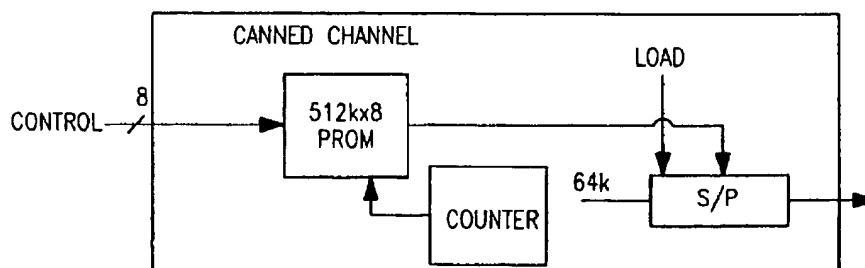 CANNED CHANNEL
LOAD
8
CONTROL
512kx8
PROM
64k
S/P
COUNTER